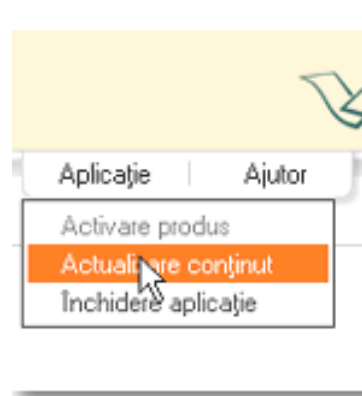 Aplicație Ajutor
Activare produs
Actualizare conținut
Închidere aplicație